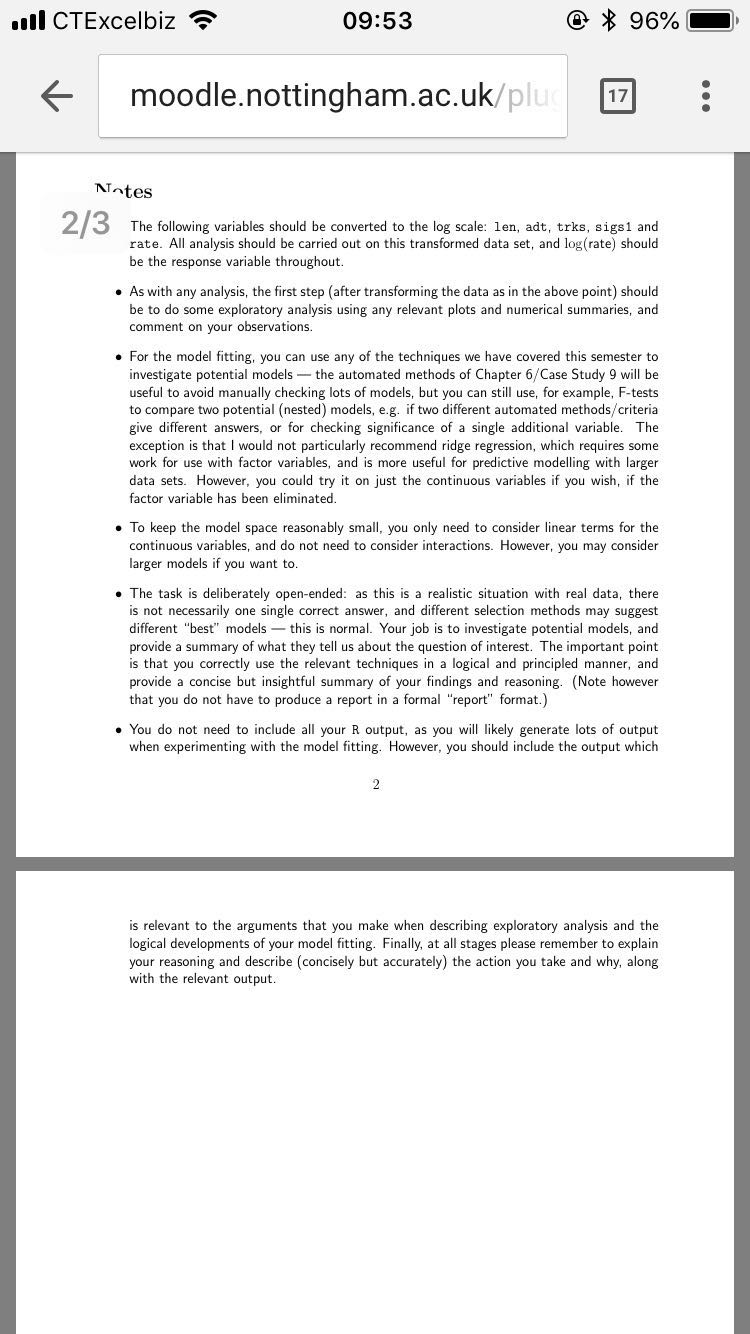 CTExcelbiz 09:53 96%
moodle.nottingham.ac.uk/plug 17
Notes
2/3
The following variables should be converted to the log scale: len, adt, trks, sigs1 and
rate. All analysis should be carried out on this transformed data set, and log(rate) should
be the response variable throughout.
• As with any analysis, the first step (after transforming the data as in the above point) should
be to do some exploratory analysis using any relevant plots and numerical summaries, and
comment on your observations.
• For the model fitting, you can use any of the techniques we have covered this semester to
investigate potential models — the automated methods of Chapter 6/Case Study 9 will be
useful to avoid manually checking lots of models, but you can still use, for example, F-tests
to compare two potential (nested) models, e.g. if two different automated methods/criteria
give different answers, or for checking significance of a single additional variable. The
exception is that I would not particularly recommend ridge regression, which requires some
work for use with factor variables, and is more useful for predictive modelling with larger
data sets. However, you could try it on just the continuous variables if you wish, if the
factor variable has been eliminated.
• To keep the model space reasonably small, you only need to consider linear terms for the
continuous variables, and do not need to consider interactions. However, you may consider
larger models if you want to.
• The task is deliberately open-ended: as this is a realistic situation with real data, there
is not necessarily one single correct answer, and different selection methods may suggest
different “best” models — this is normal. Your job is to investigate potential models, and
provide a summary of what they tell us about the question of interest. The important point
is that you correctly use the relevant techniques in a logical and principled manner, and
provide a concise but insightful summary of your findings and reasoning. (Note however
that you do not have to produce a report in a formal “report” format.)
• You do not need to include all your R output, as you will likely generate lots of output
when experimenting with the model fitting. However, you should include the output which
2
is relevant to the arguments that you make when describing exploratory analysis and the
logical developments of your model fitting. Finally, at all stages please remember to explain
your reasoning and describe (concisely but accurately) the action you take and why, along
with the relevant output.